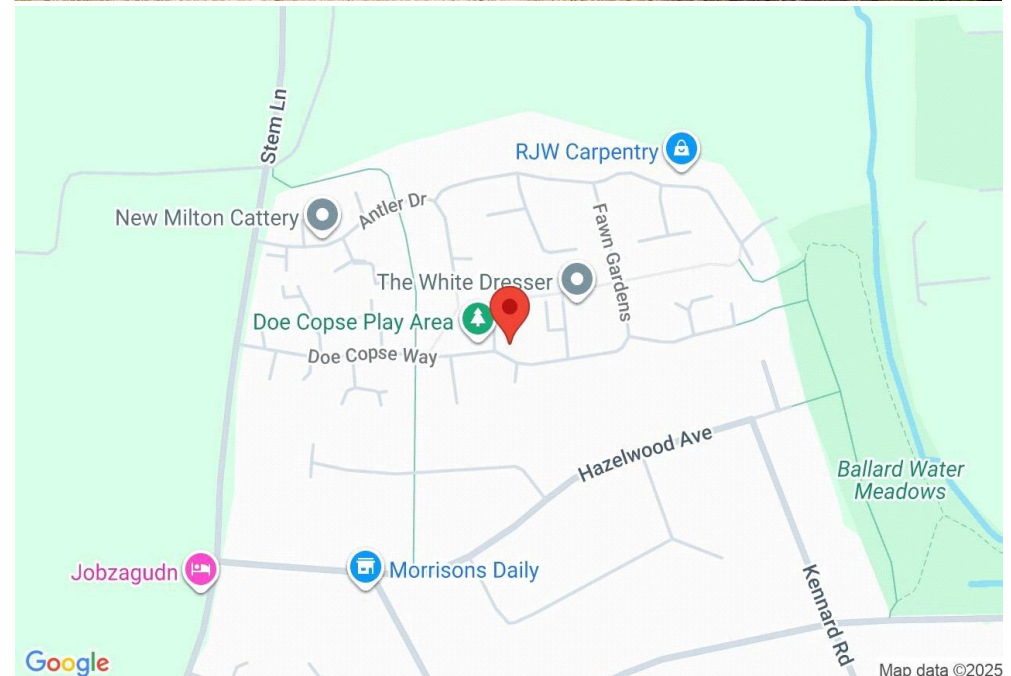 Stem Ln
RJW Carpentry
Antler Dr
New Milton Cattery
Fawn Gardens
The White Dresser
Doe Copse Play Area
Doe Copse Way
Hazelwood Ave
Ballard Water
Meadows
Jobzagudn
Morrisons Daily
Kennard Rd
Google
Map data ©2025